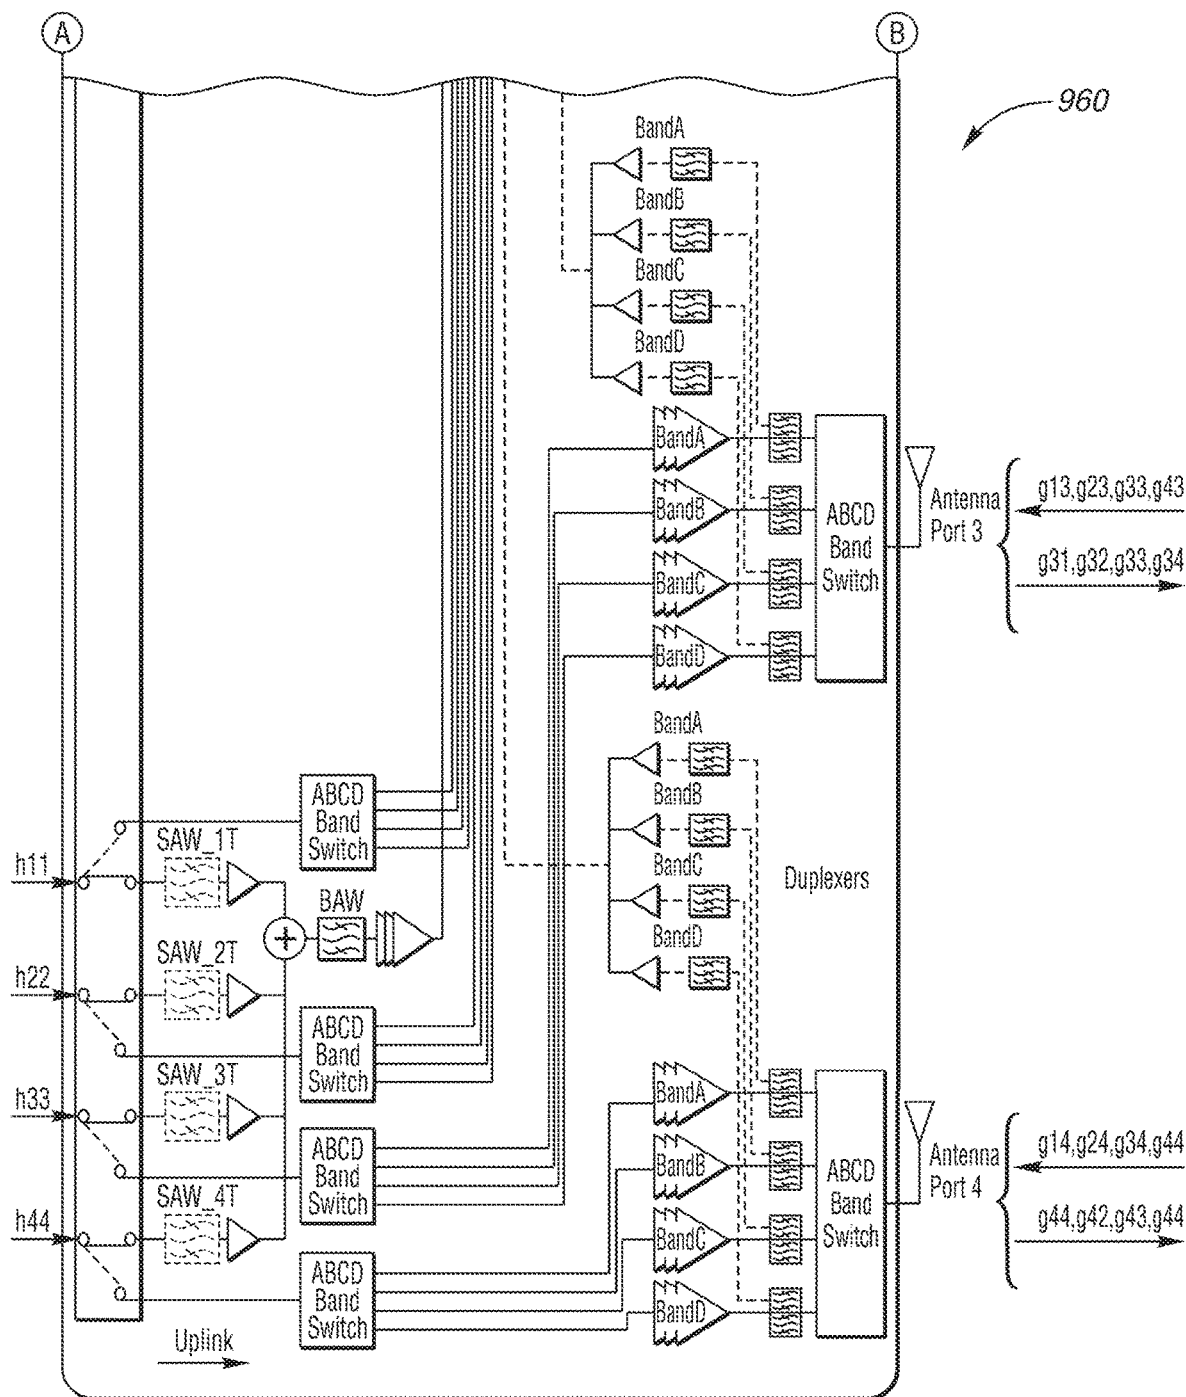 A
B
960
BandA
BandB
BandC
BandD
BandA
BandB
BandC
BandD
ABCD
Band
Switch
Antenna
Port 3
g13,g23,g33,g43
g31,g32,g33,g34
BandA
BandB
BandC
BandD
Duplexers
ABCD
Band
Switch
h11
SAW_1T
BAW
+
h22
SAW_2T
ABCD
Band
Switch
h33
SAW_3T
ABCD
Band
Switch
h44
SAW_4T
ABCD
Band
Switch
BandA
BandB
BandC
BandD
ABCD
Band
Switch
Antenna
Port 4
g14,g24,g34,g44
g44,g42,g43,g44
Uplink